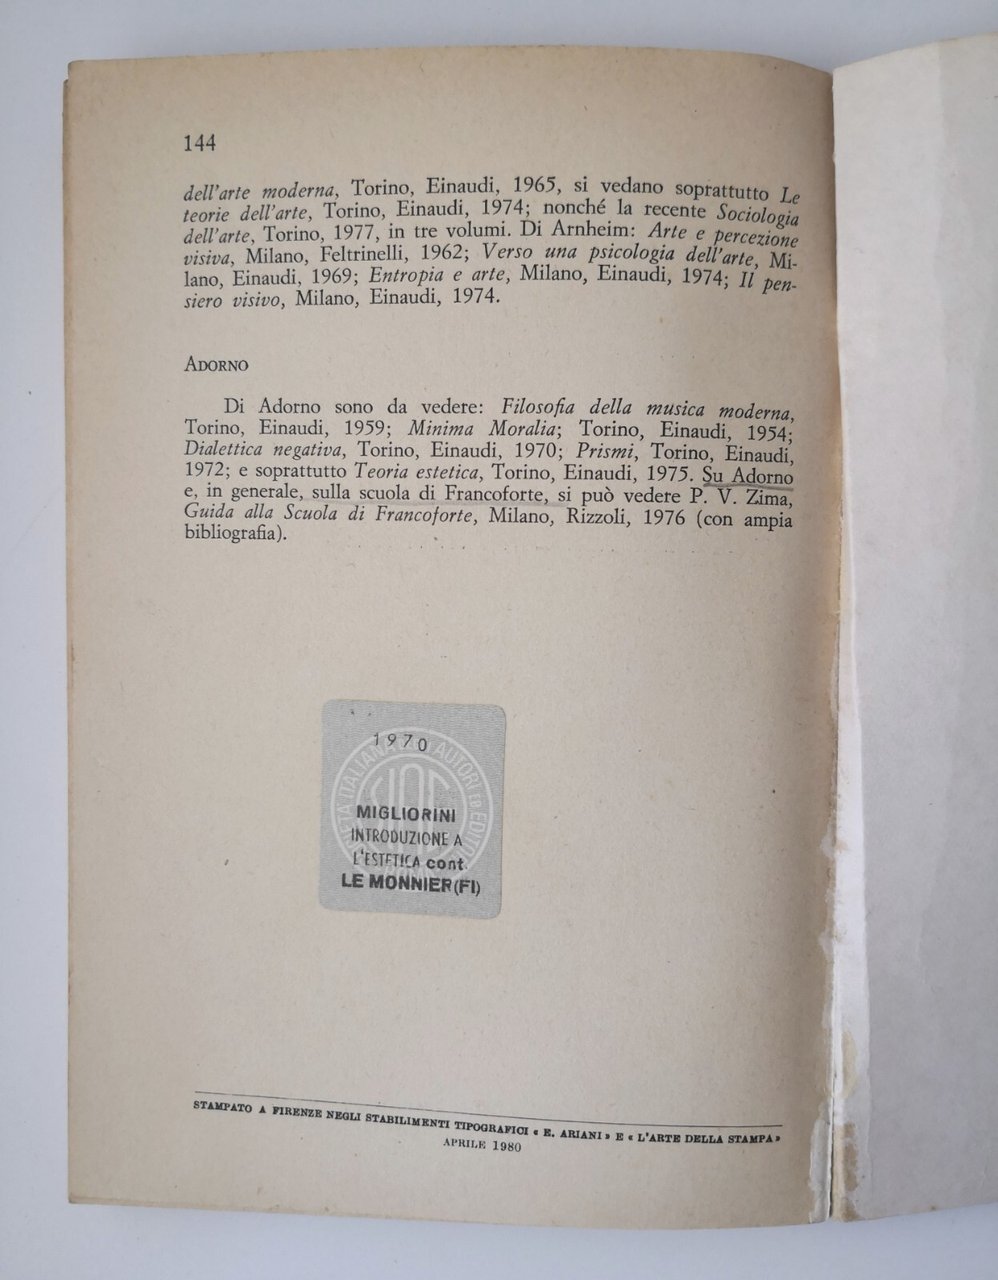 144
dell'arte moderna, Torino, Einaudi, 1965, si vedano soprattutto Le
teorie dell'arte, Torino, Einaudi, 1974; nonché la recente Sociologia
dell'arte, Torino, 1977, in tre volumi. Di Arnheim: Arte e percezione
visiva, Milano, Feltrinelli, 1962; Verso una psicologia dell'arte, Mi-
lano, Einaudi, 1969; Entropia e arte, Milano, Einaudi, 1974; Il pen-
siero visivo, Milano, Einaudi, 1974.
ADORNO
Di Adorno sono da vedere: Filosofia della musica moderna,
Torino, Einaudi, 1959; Minima Moralia; Torino, Einaudi, 1954;
Dialettica negativa, Torino, Einaudi, 1970; Prismi, Torino, Einaudi,
1972; e soprattutto Teoria estetica, Torino, Einaudi, 1975. Su Adorno
e, in generale, sulla scuola di Francoforte, si può vedere P. V. Zima,
Guida alla Scuola di Francoforte, Milano, Rizzoli, 1976 (con ampia
bibliografia).
1970
MIGLIORINI
INTRODUZIONE A
L'ESTETICA cont.
LE MONNIER (FI)
STAMPATO A FIRENZE NEGLI STABILIMENTI TIPOGRAFICI « E. ARIANI » E « L'ARTE DELLA STAMPA »
APRILE 1980